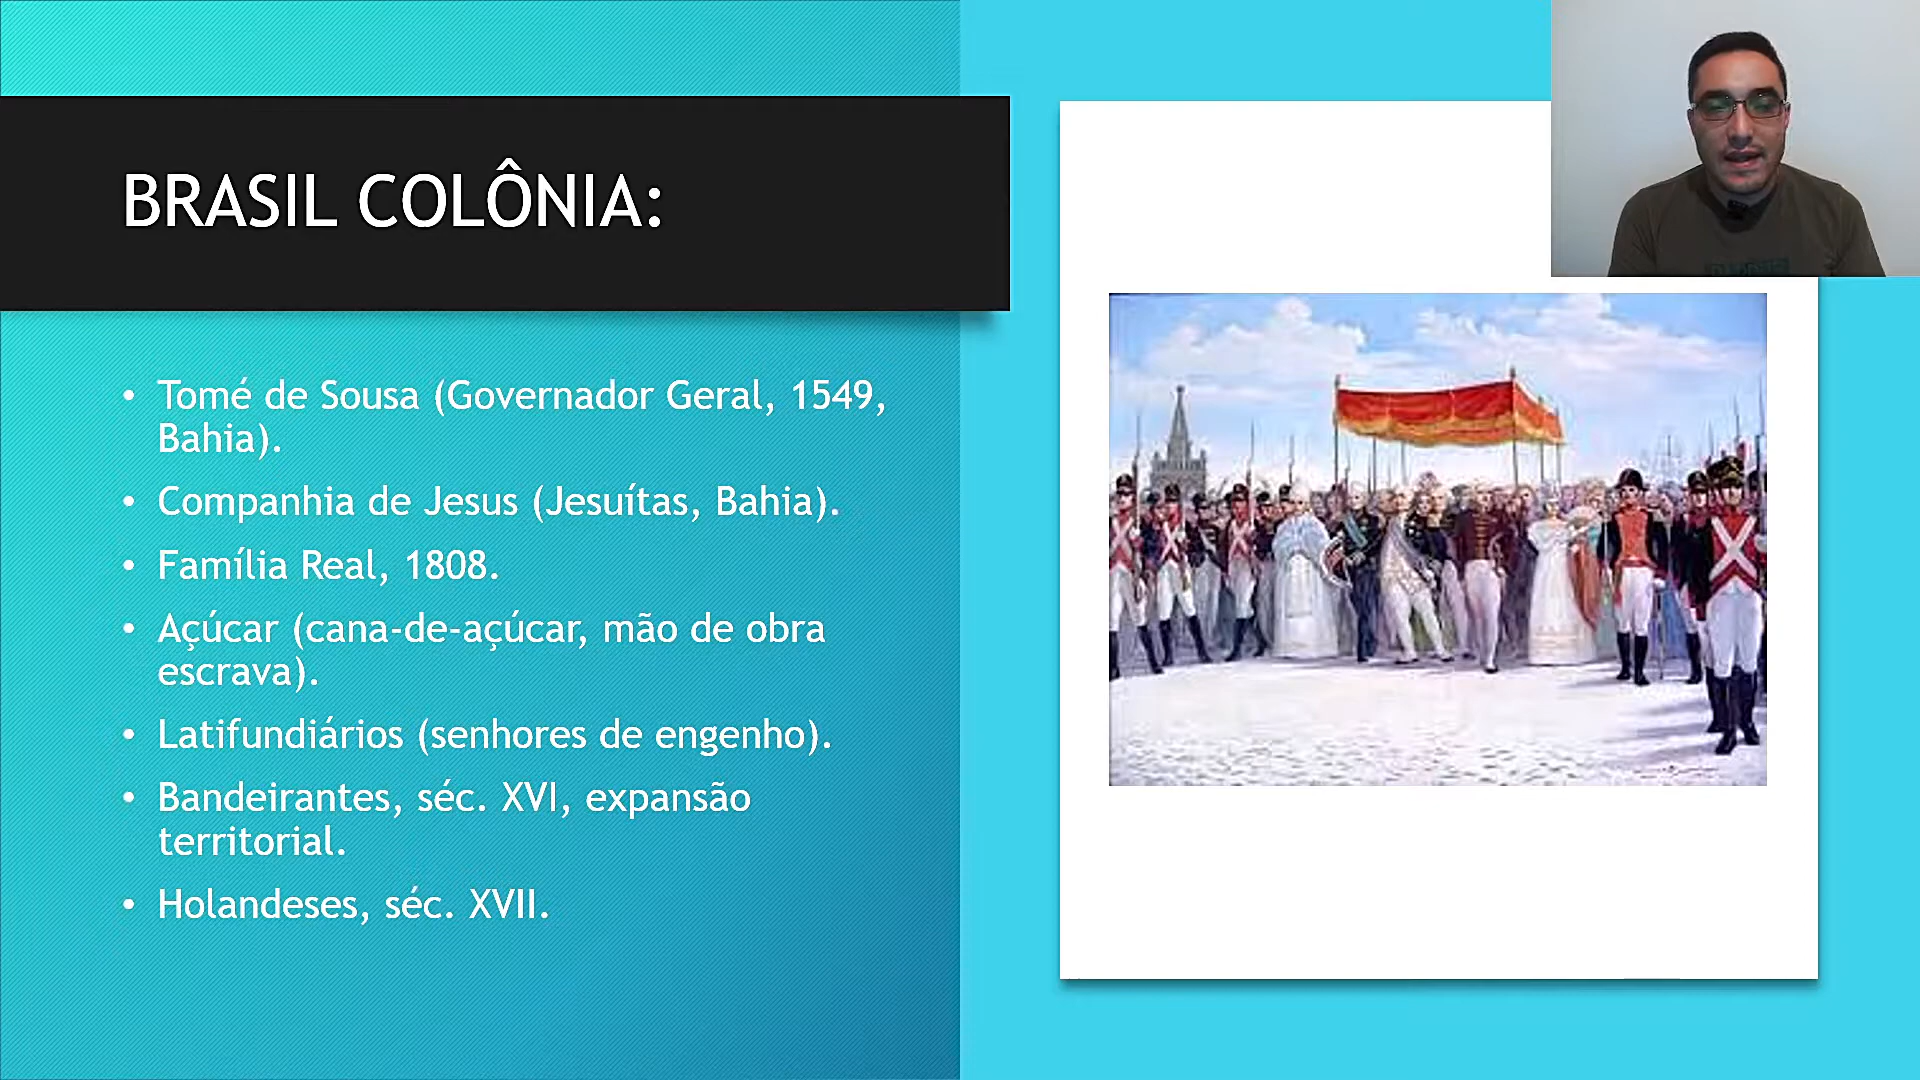 BRASIL COLÔNIA:
• Tomé de Sousa (Governador Geral, 1549,
Bahia).
• Companhia de Jesus (Jesuítas, Bahia).
• Família Real, 1808.
• Açúcar (cana-de-açúcar, mão de obra
escrava).
• Latifundiários (senhores de engenho).
• Bandeirantes, séc. XVI, expansão
territorial.
• Holandeses, séc. XVII.